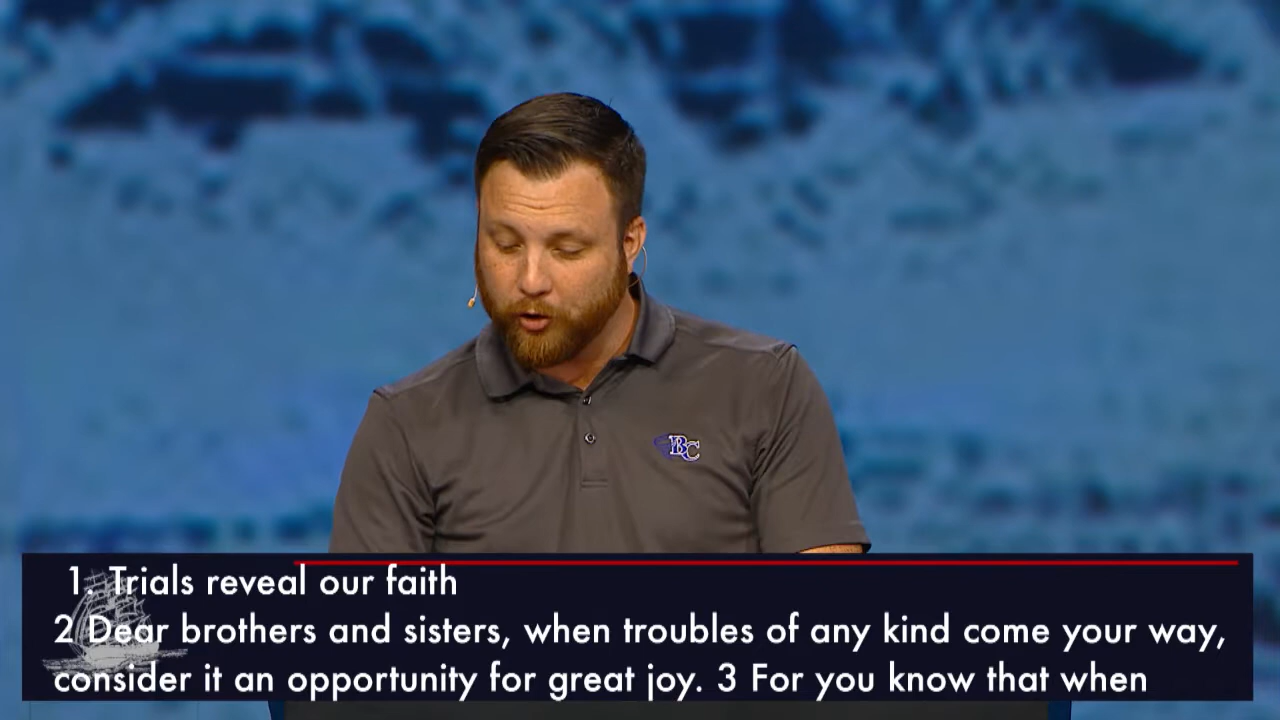 BC
1. Trials reveal our faith
2 Dear brothers and sisters, when troubles of any kind come your way,
consider it an opportunity for great joy. 3 For you know that when